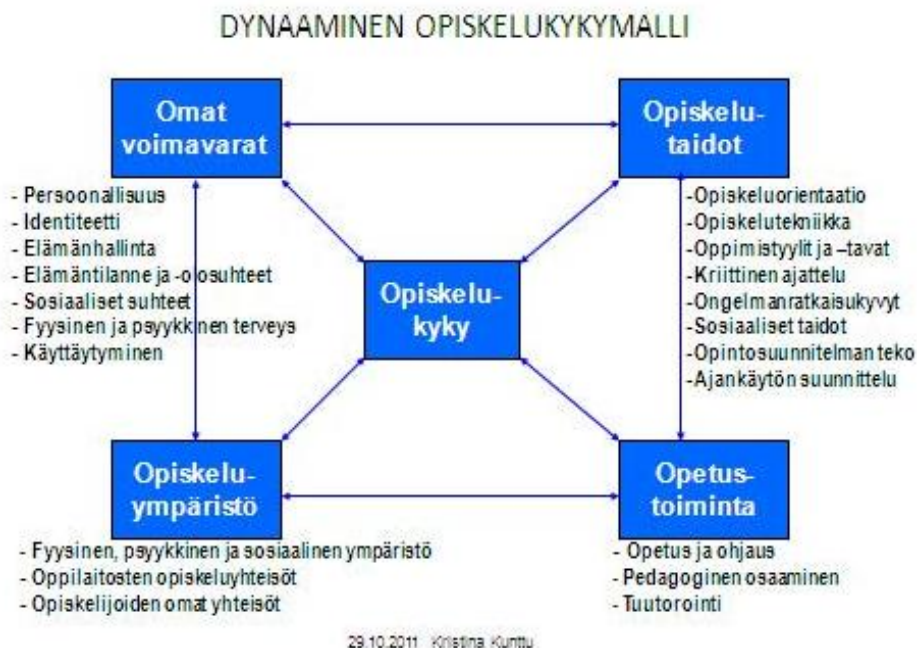 DYNAAMINEN OPISKELUKYKYMALLI
Omat
voimavarat
- Persoonallisuus
- Identiteetti
- Elämänhallinta
- Elämäntilanne ja -olosuhteet
- Sosiaaliset suhteet
- Fyysinen ja psyykkinen terveys
- Käyttäytyminen
Opiskelu-
taidot
-Opiskeluorientaatio
-Opiskelutekniikka
-Oppimistyylit ja –tavat
-Kriittinen ajattelu
-Ongelmanratkaisukyvyt
-Sosiaaliset taidot
-Opintosuunnitelman teko
-Ajankäytön suunnittelu
Opiskelu-
kyky
Opiskelu-
ympäristö
- Fyysinen, psyykkinen ja sosiaalinen ympäristö
- Oppilaitosten opiskeluyhteisöt
- Opiskelijoiden omat yhteisöt
Opetus-
toiminta
- Opetus ja ohjaus
- Pedagoginen osaaminen
- Tuutorointi
29.10.2011 Kristina Kunttu